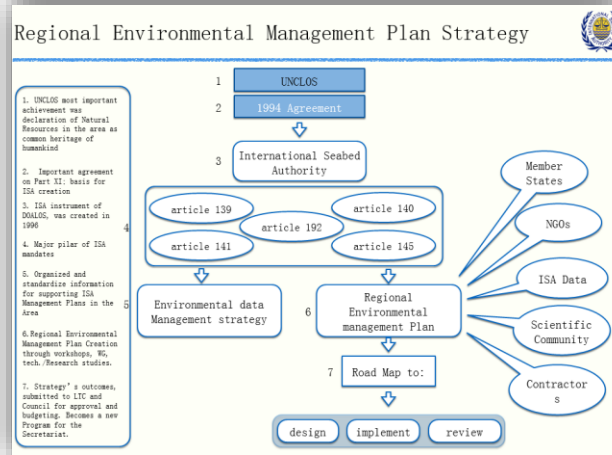 Regional Environmental Management Plan Strategy
1. UNCLOS most important
achievement was
declaration of Natural
Resources in the area as
common heritage of
humankind
2. Important agreement
on Part XI: basis for
ISA creation
3. ISA instrument of
DOALOS, was created in
1996
4. Major pilar of ISA
mandates
5. Organized and
standardize information
for supporting ISA
Management Plans in the
Area
6.Regional Environmental
Management Plan Creation
through workshops, WG,
tech./Research studies.
7. Strategy's outcomes,
submitted to LTC and
Council for approval and
budgeting. Becomes a new
Program for the
Secretariat.
1
UNCLOS
2
1994 Agreement
3
International Seabed
Authority
4
article 139
article 140
article 192
article 141
article 145
5
Environmental data
Management strategy
6
Regional
Environmental
management Plan
7
Road Map to:
design
implement
review
Member
States
NGOs
ISA Data
Scientific
Community
Contractor
s